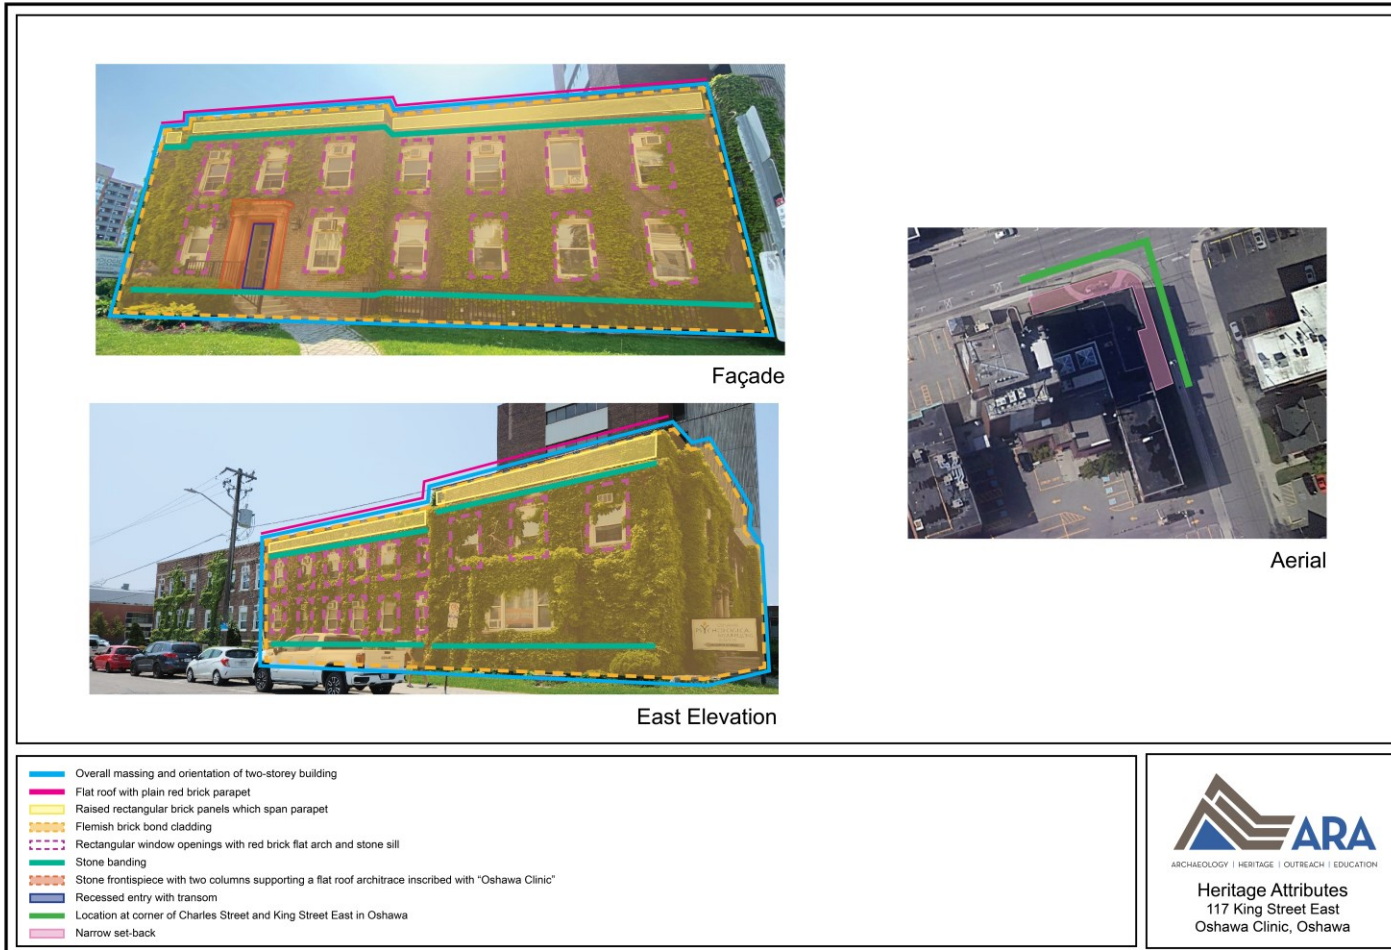 Façade
East Elevation
Aerial
Overall massing and orientation of two-storey building
Flat roof with plain red brick parapet
Raised rectangular brick panels which span parapet
Flemish brick bond cladding
Rectangular window openings with red brick flat arch and stone sill
Stone banding
Stone frontispiece with two columns supporting a flat roof architrace inscribed with “Oshawa Clinic”
Recessed entry with transom
Location at corner of Charles Street and King Street East in Oshawa
Narrow set-back
ARA
ARCHAEOLOGY | HERITAGE | OUTREACH | EDUCATION
Heritage Attributes
117 King Street East
Oshawa Clinic, Oshawa